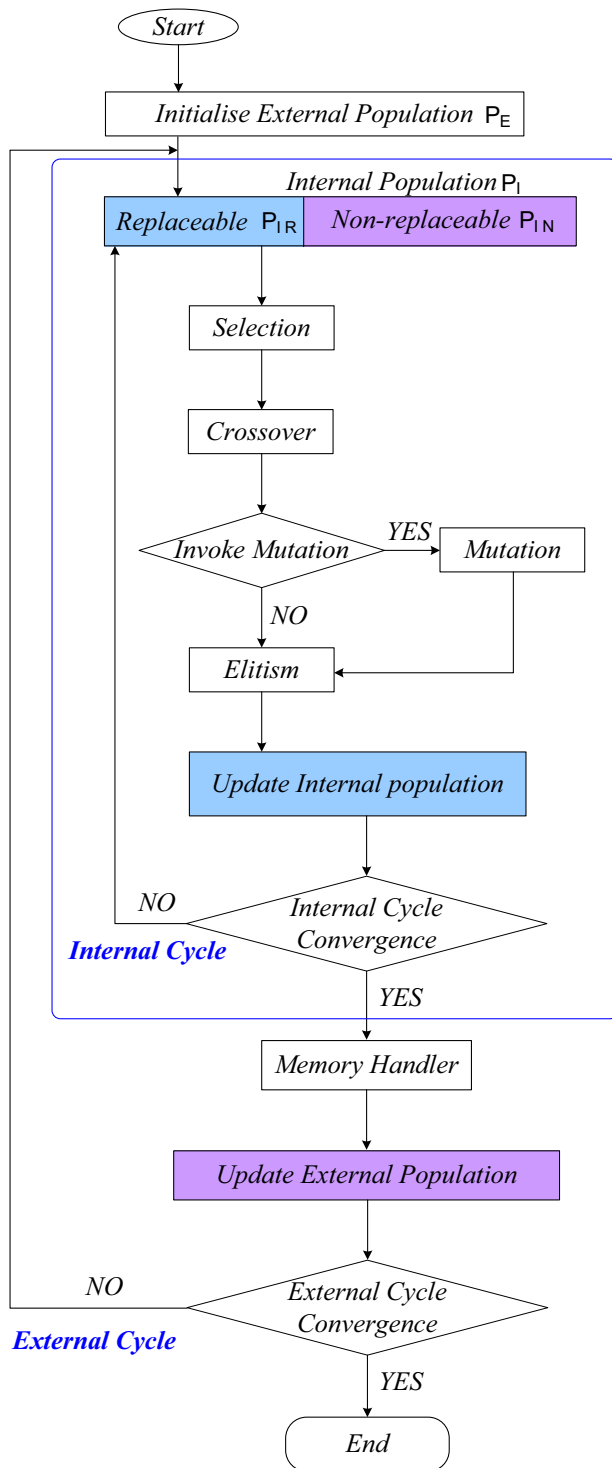 Start
Initialise External Population P_E
Internal Population P_I
Replaceable P_IR
Non-replaceable P_IN
Selection
Crossover
Invoke Mutation
YES
Mutation
NO
Elitism
Update Internal population
NO
Internal Cycle
Convergence
Internal Cycle
YES
Memory Handler
Update External Population
NO
External Cycle
Convergence
External Cycle
YES
End